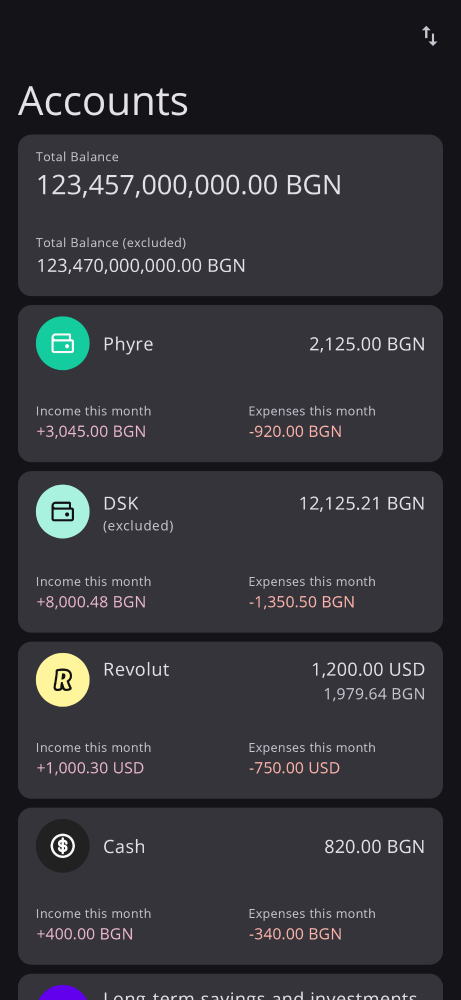 Accounts
Total Balance
123,457,000,000.00 BGN
Total Balance (excluded)
123,470,000,000.00 BGN
Phyre 2,125.00 BGN
Income this month Expenses this month
+3,045.00 BGN -920.00 BGN
DSK 12,125.21 BGN
(excluded)
Income this month Expenses this month
+8,000.48 BGN -1,350.50 BGN
R
Revolut 1,200.00 USD
1,979.64 BGN
Income this month Expenses this month
+1,000.30 USD -750.00 USD
$
Cash 820.00 BGN
Income this month Expenses this month
+400.00 BGN -340.00 BGN
Long-term savings and investments